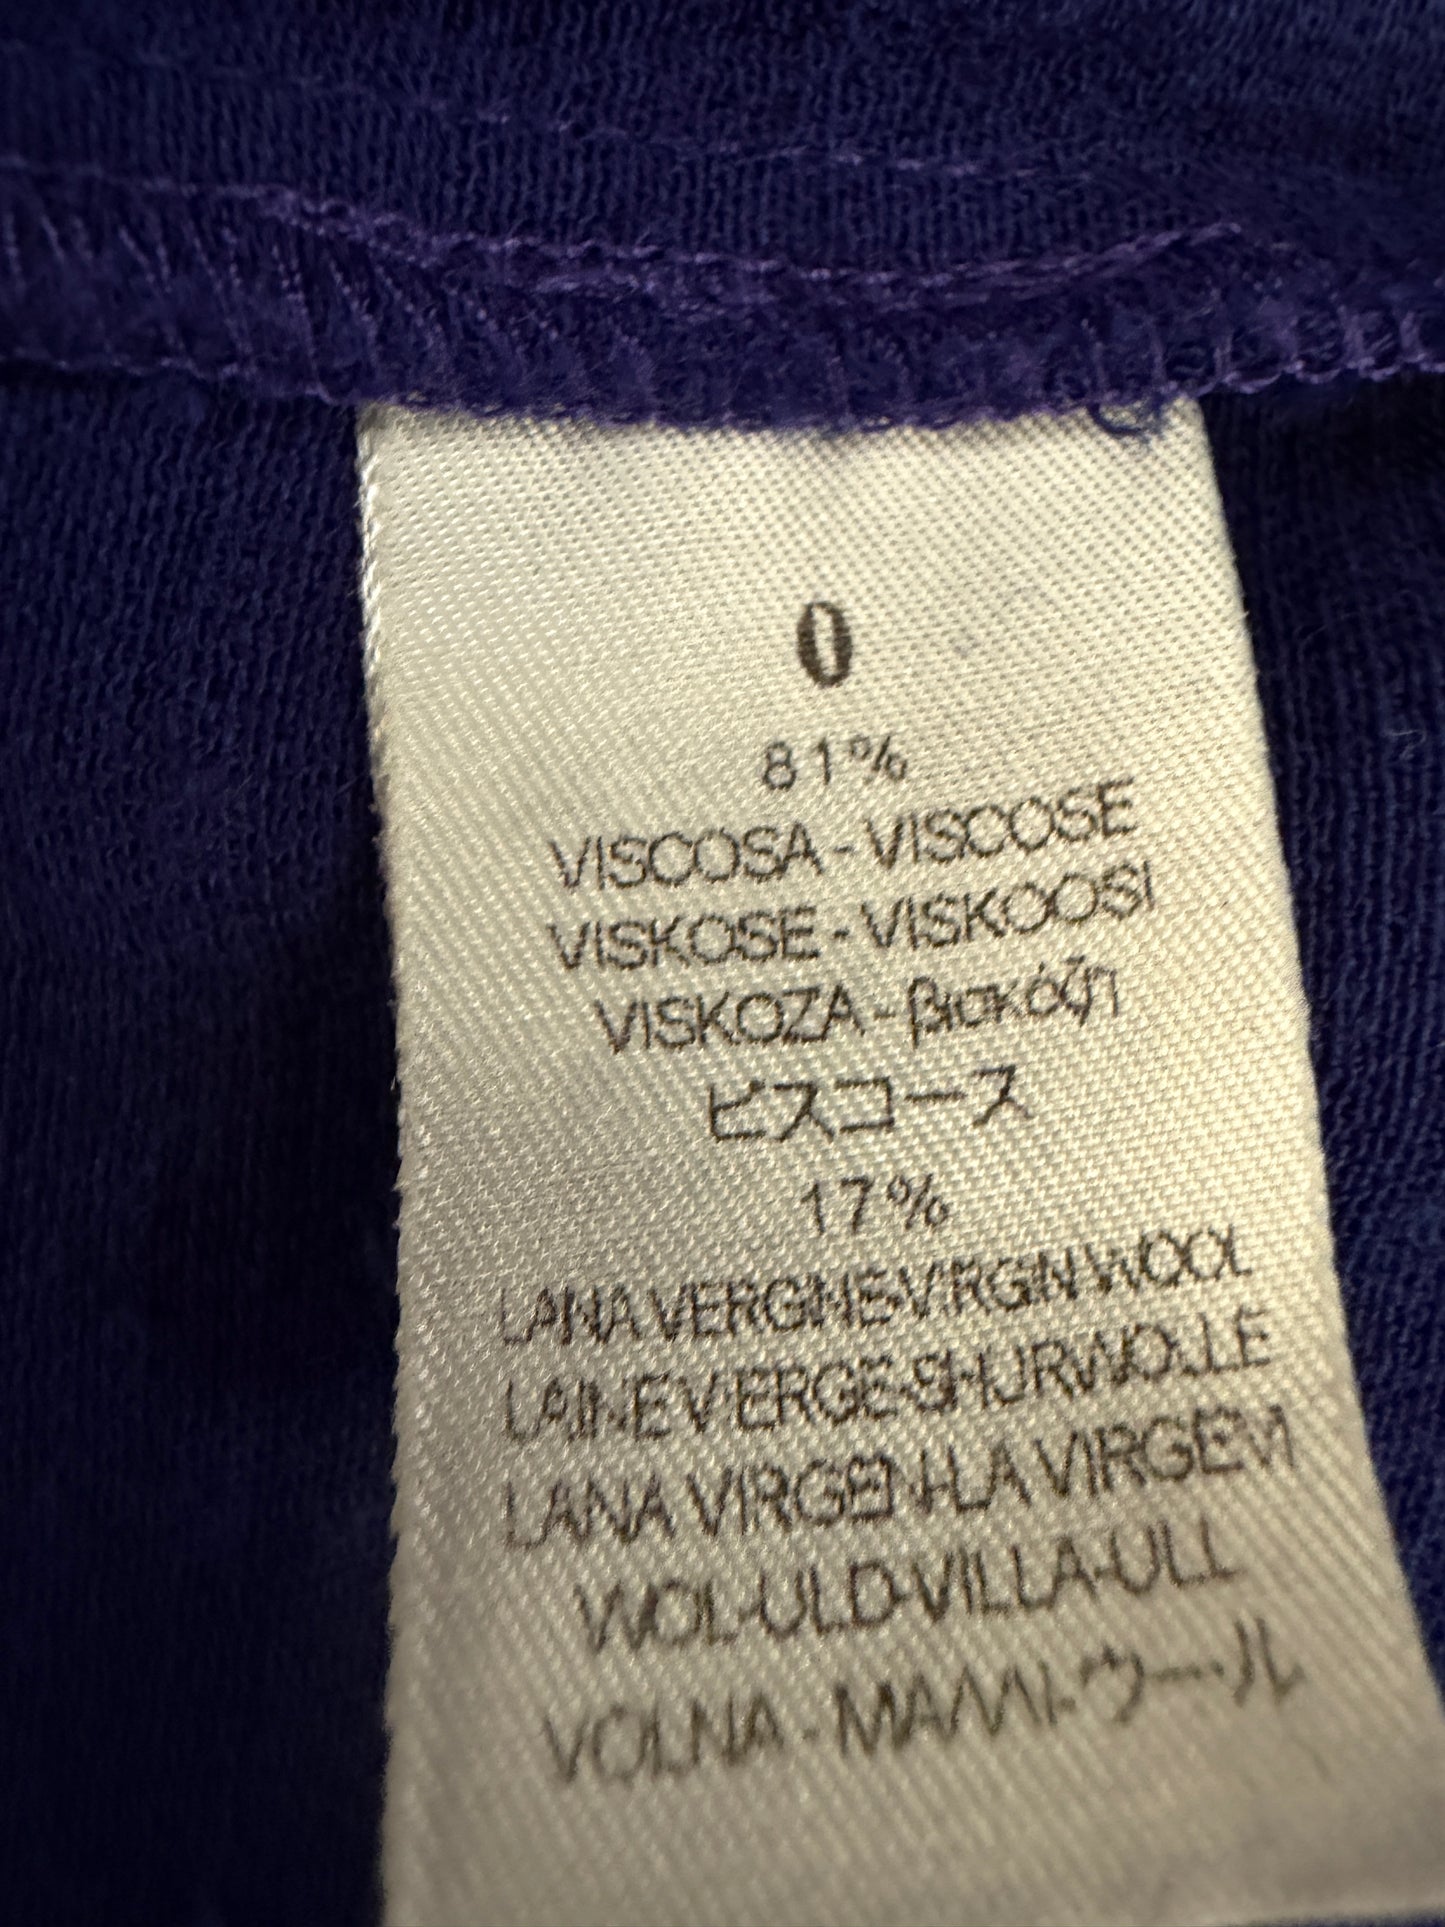 0
81%
VISCOSA - VISCOSE
VISKOSE - VISKOOSI
VISKOZA - βισκόζη
ビスコース
17%
LANA VERGINE-VIRGIN WOOL
LAINE VIERGE-SHURWOLLE
LANA VIRGEN-LA VIRGEM
WOL-ULD-VILLA-ULL
VOLNA - ΜΑΛΛΙ-ウール